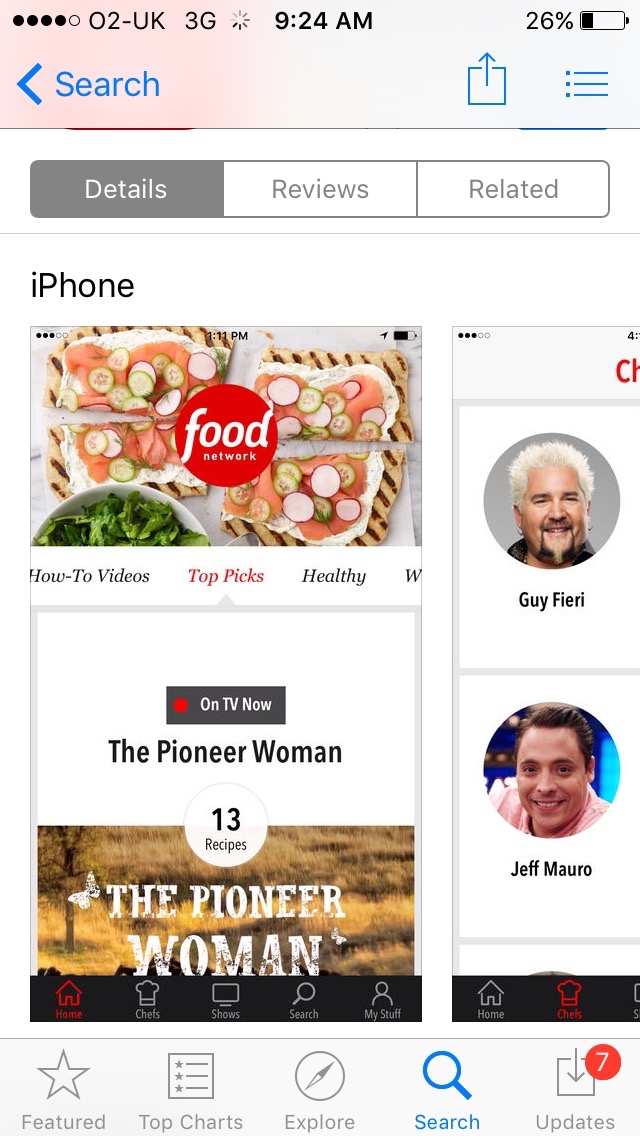 O2-UK 3G 9:24 AM 26%
Search
Details Reviews Related
iPhone
1:11 PM
food
network
How-To Videos Top Picks Healthy W
On TV Now
The Pioneer Woman
13
Recipes
THE PIONEER
WOMAN
Home Chefs Shows Search My Stuff
4:
Ch
Guy Fieri
Jeff Mauro
Home Chefs S
Featured Top Charts Explore Search Updates
7